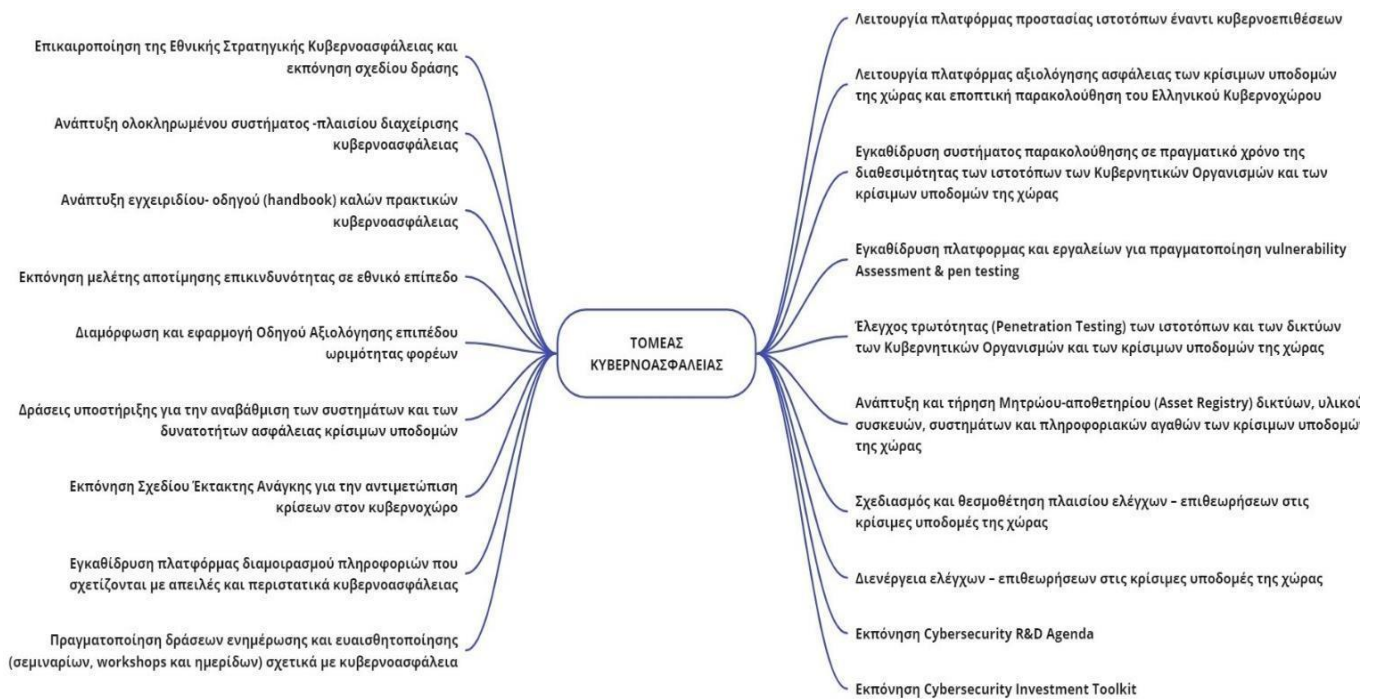 Επικαιροποίηση της Εθνικής Στρατηγικής Κυβερνοασφάλειας και
εκπόνηση σχεδίου δράσης
Ανάπτυξη ολοκληρωμένου συστήματος -πλαισίου διαχείρισης
κυβερνοασφάλειας
Ανάπτυξη εγχειριδίου- οδηγού (handbook) καλών πρακτικών
κυβερνοασφάλειας
Εκπόνηση μελέτης αποτίμησης επικινδυνότητας σε εθνικό επίπεδο
Διαμόρφωση και εφαρμογή Οδηγού Αξιολόγησης επιπέδου
ωριμότητας φορέων
Δράσεις υποστήριξης για την αναβάθμιση των συστημάτων και των
δυνατοτήτων ασφάλειας κρίσιμων υποδομών
Εκπόνηση Σχεδίου Έκτακτης Ανάγκης για την αντιμετώπιση
κρίσεων στον κυβερνοχώρο
Εγκαθίδρυση πλατφόρμας διαμοιρασμού πληροφοριών που
σχετίζονται με απειλές και περιστατικά κυβερνοασφάλειας
Πραγματοποίηση δράσεων ενημέρωσης και ευαισθητοποίησης
(σεμιναρίων, workshops και ημερίδων) σχετικά με κυβερνοασφάλεια
ΤΟΜΕΑΣ
ΚΥΒΕΡΝΟΑΣΦΑΛΕΙΑΣ
Λειτουργία πλατφόρμας προστασίας ιστοτόπων έναντι κυβερνοεπιθέσεων
Λειτουργία πλατφόρμας αξιολόγησης ασφάλειας των κρίσιμων υποδομών
της χώρας και εποπτική παρακολούθηση του Ελληνικού Κυβερνοχώρου
Εγκαθίδρυση συστήματος παρακολούθησης σε πραγματικό χρόνο της
διαθεσιμότητας των ιστοτόπων των Κυβερνητικών Οργανισμών και των
κρίσιμων υποδομών της χώρας
Εγκαθίδρυση πλατφορμας και εργαλείων για πραγματοποίηση vulnerability
Assessment & pen testing
Έλεγχος τρωτότητας (Penetration Testing) των ιστοτόπων και των δικτύων
των Κυβερνητικών Οργανισμών και των κρίσιμων υποδομών της χώρας
Ανάπτυξη και τήρηση Μητρώου-αποθετηρίου (Asset Registry) δικτύων, υλικού
συσκευών, συστημάτων και πληροφοριακών αγαθών των κρίσιμων υποδομών
της χώρας
Σχεδιασμός και θεσμοθέτηση πλαισίου ελέγχων – επιθεωρήσεων στις
κρίσιμες υποδομές της χώρας
Διενέργεια ελέγχων – επιθεωρήσεων στις κρίσιμες υποδομές της χώρας
Εκπόνηση Cybersecurity R&D Agenda
Εκπόνηση Cybersecurity Investment Toolkit